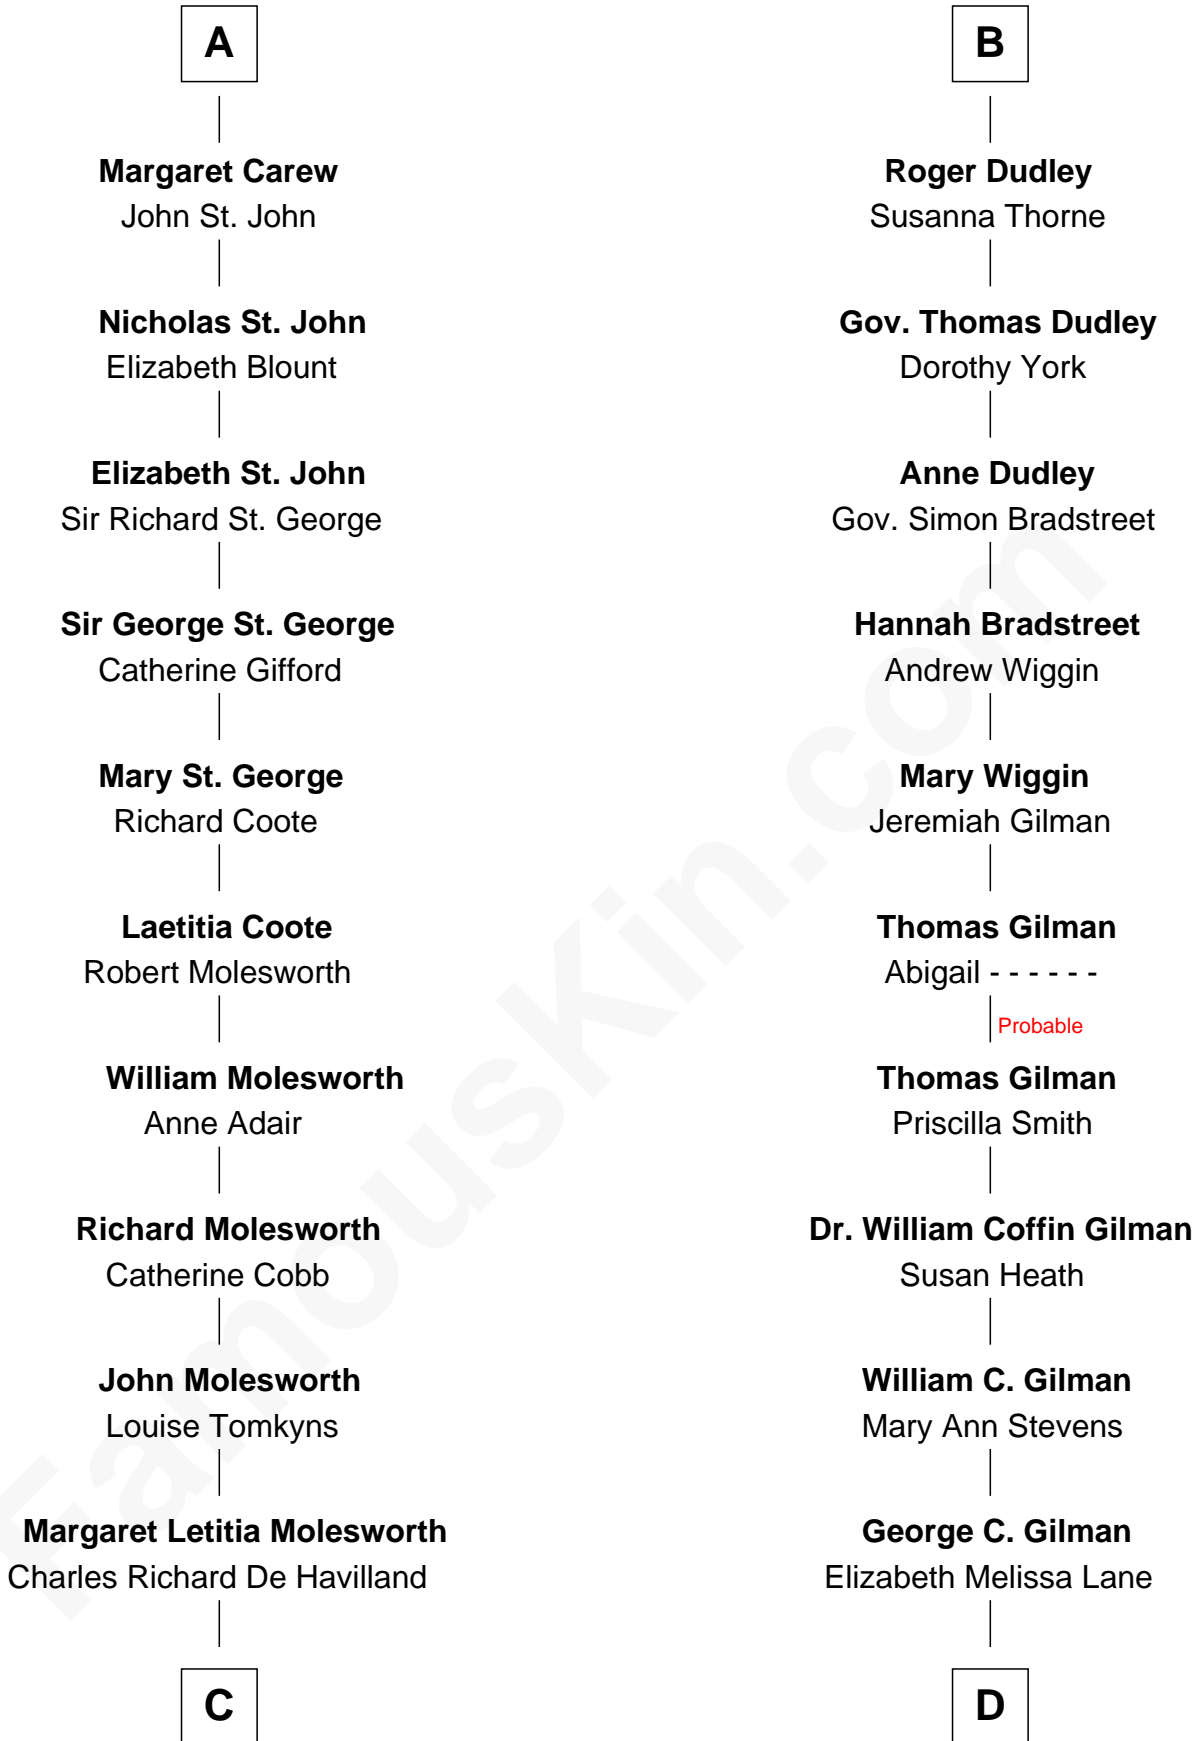 A
Margaret Carew
John St. John
Nicholas St. John
Elizabeth Blount
Elizabeth St. John
Sir Richard St. George
Sir George St. George
Catherine Gifford
Mary St. George
Richard Coote
Laetitia Coote
Robert Molesworth
William Molesworth
Anne Adair
Richard Molesworth
Catherine Cobb
John Molesworth
Louise Tomkyns
Margaret Letitia Molesworth
Charles Richard De Havilland
C
B
Roger Dudley
Susanna Thorne
Gov. Thomas Dudley
Dorothy York
Anne Dudley
Gov. Simon Bradstreet
Hannah Bradstreet
Andrew Wiggin
Mary Wiggin
Jeremiah Gilman
Thomas Gilman
Abigail - - - - - -
Probable
Thomas Gilman
Priscilla Smith
Dr. William Coffin Gilman
Susan Heath
William C. Gilman
Mary Ann Stevens
George C. Gilman
Elizabeth Melissa Lane
D
FamousKin.com